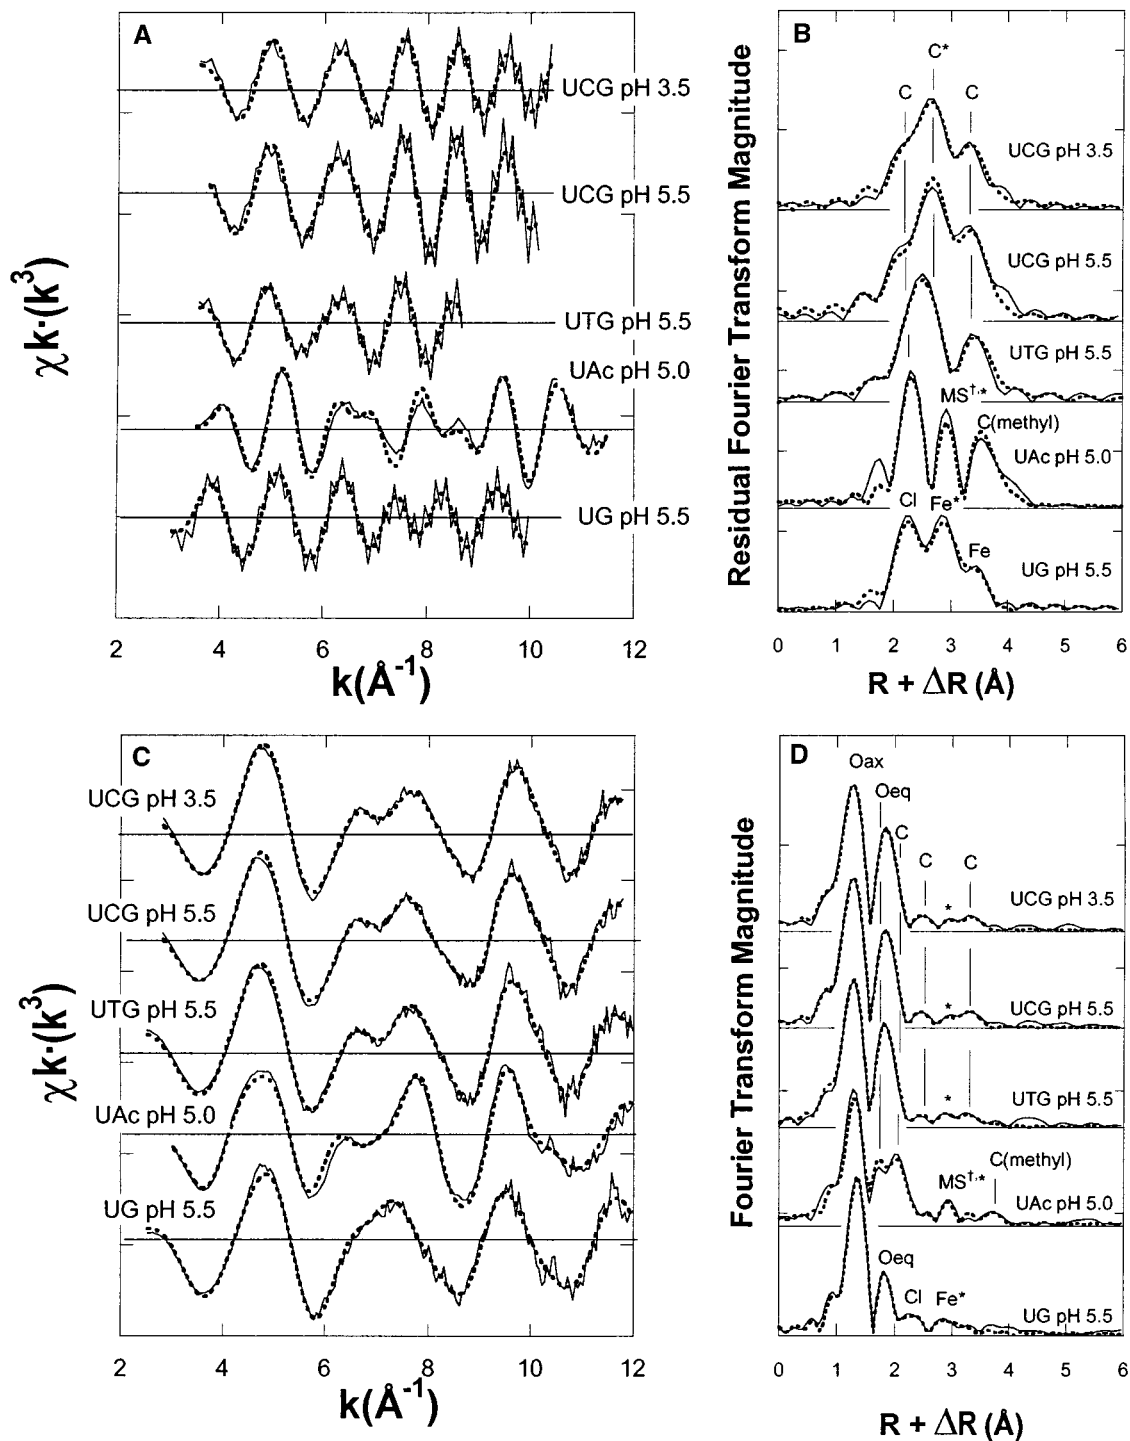 A
UCG pH 3.5
UCG pH 5.5
UTG pH 5.5
UAc pH 5.0
UG pH 5.5
χk·(k³)
2 4 6 8 10 12
k(Å⁻¹)
B
C*
C C
UCG pH 3.5
UCG pH 5.5
UTG pH 5.5
MS†,*
C(methyl)
UAc pH 5.0
Cl Fe*
Fe
UG pH 5.5
Residual Fourier Transform Magnitude
0 1 2 3 4 5 6
R + ΔR (Å)
C
UCG pH 3.5
UCG pH 5.5
UTG pH 5.5
UAc pH 5.0
UG pH 5.5
χk·(k³)
2 4 6 8 10 12
k(Å⁻¹)
D
Oax
Oeq
C
C C
*
UCG pH 3.5
*
UCG pH 5.5
*
UTG pH 5.5
C(methyl)
MS†,*
UAc pH 5.0
Oeq
Cl Fe*
UG pH 5.5
Fourier Transform Magnitude
0 1 2 3 4 5 6
R + ΔR (Å)